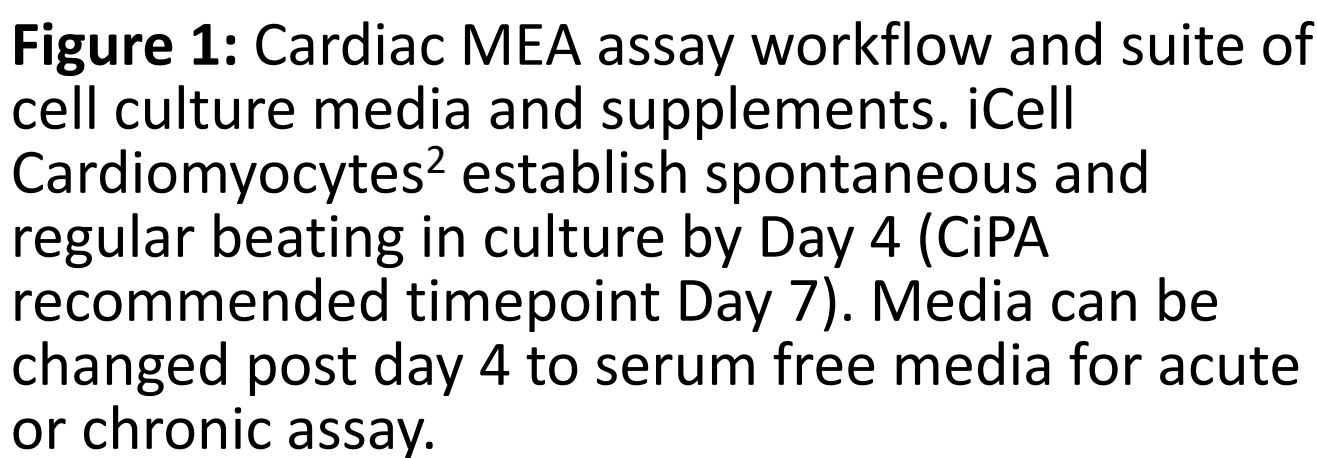 Figure 1: Cardiac MEA assay workflow and suite of
cell culture media and supplements. iCell
Cardiomyocytes² establish spontaneous and
regular beating in culture by Day 4 (CiPA
recommended timepoint Day 7). Media can be
changed post day 4 to serum free media for acute
or chronic assay.